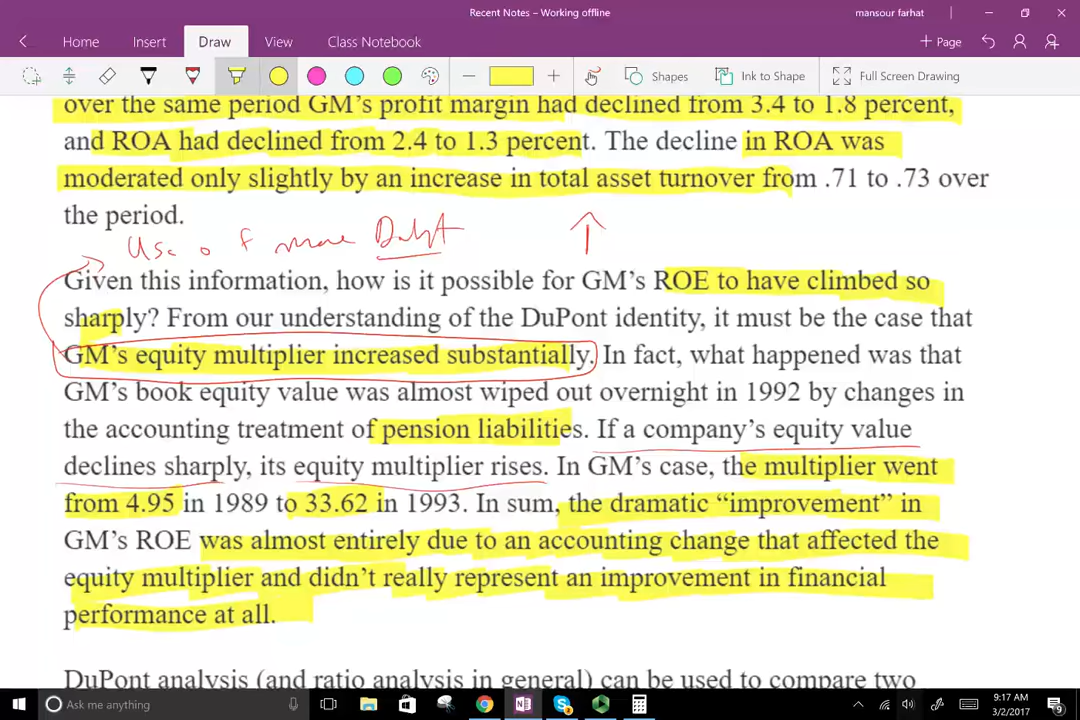 Recent Notes – Working offline
mansour farhat
Home Insert Draw View Class Notebook
Page
Shapes Ink to Shape Full Screen Drawing
over the same period GM's profit margin had declined from 3.4 to 1.8 percent,
and ROA had declined from 2.4 to 1.3 percent. The decline in ROA was
moderated only slightly by an increase in total asset turnover from .71 to .73 over
the period.
Use of more
Given this information, how is it possible for GM's ROE to have climbed so
sharply? From our understanding of the DuPont identity, it must be the case that
GM's equity multiplier increased substantially. In fact, what happened was that
GM's book equity value was almost wiped out overnight in 1992 by changes in
the accounting treatment of pension liabilities. If a company's equity value
declines sharply, its equity multiplier rises. In GM's case, the multiplier went
from 4.95 in 1989 to 33.62 in 1993. In sum, the dramatic “improvement” in
GM's ROE was almost entirely due to an accounting change that affected the
equity multiplier and didn't really represent an improvement in financial
performance at all.
DuPont analysis (and ratio analysis in general) can be used to compare two
Ask me anything
9:17 AM
3/2/2017
9